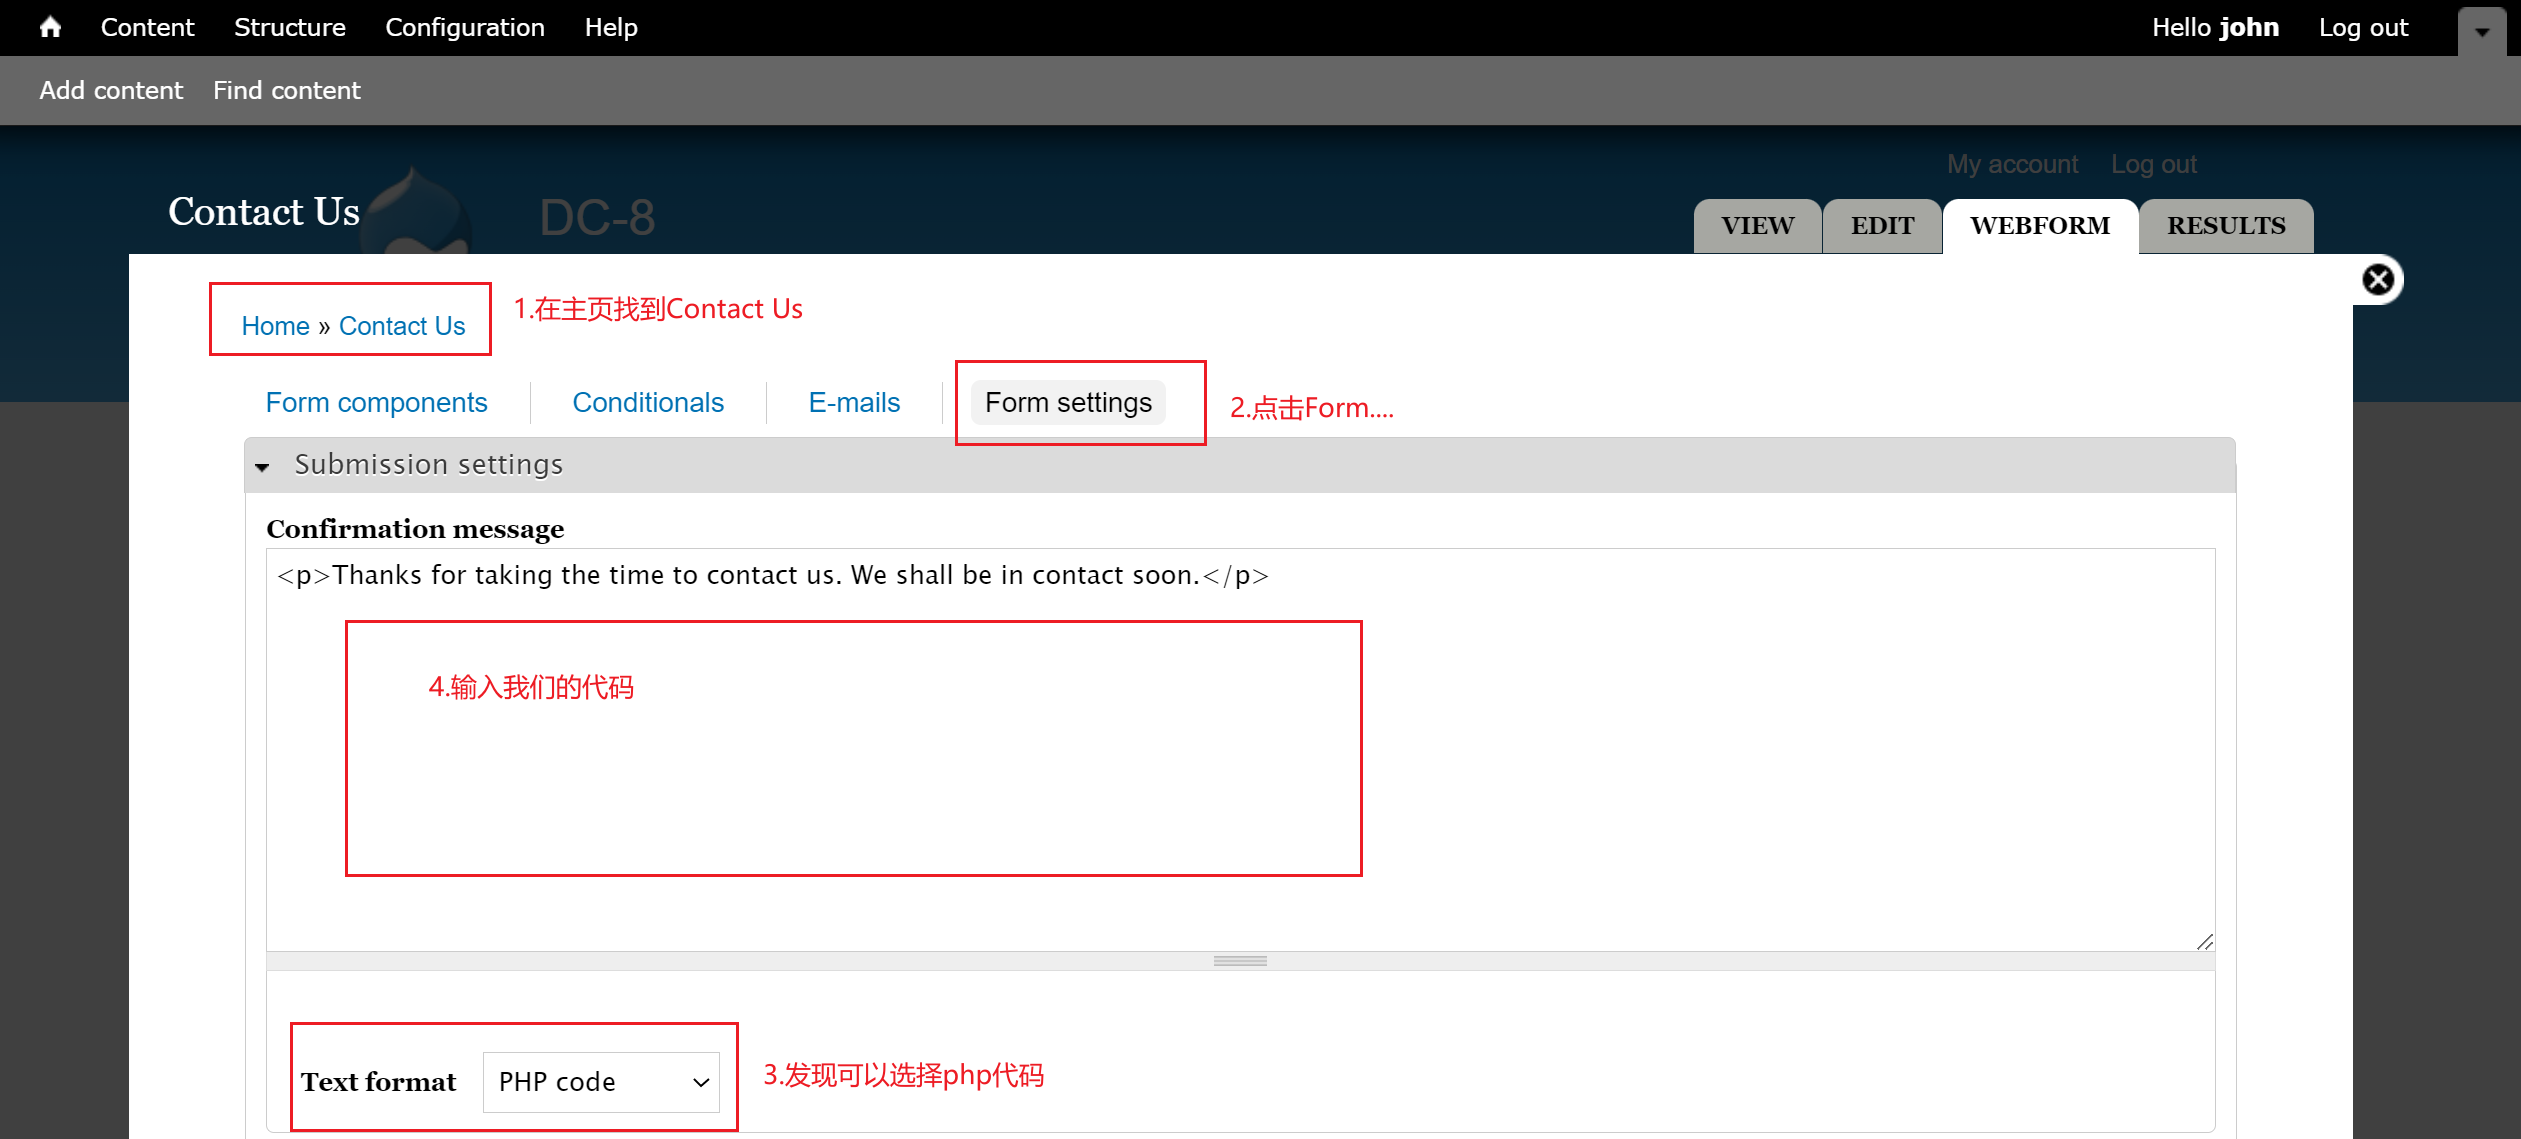 Content Structure Configuration Help Hello john Log out
Add content Find content
My account Log out
Contact Us DC-8
VIEW EDIT WEBFORM RESULTS
Home » Contact Us
1.在主页找到Contact Us
Form components Conditionals E-mails Form settings
2.点击Form....
Submission settings
Confirmation message
<p>Thanks for taking the time to contact us. We shall be in contact soon.</p>
4.输入我们的代码
Text format PHP code
3.发现可以选择php代码